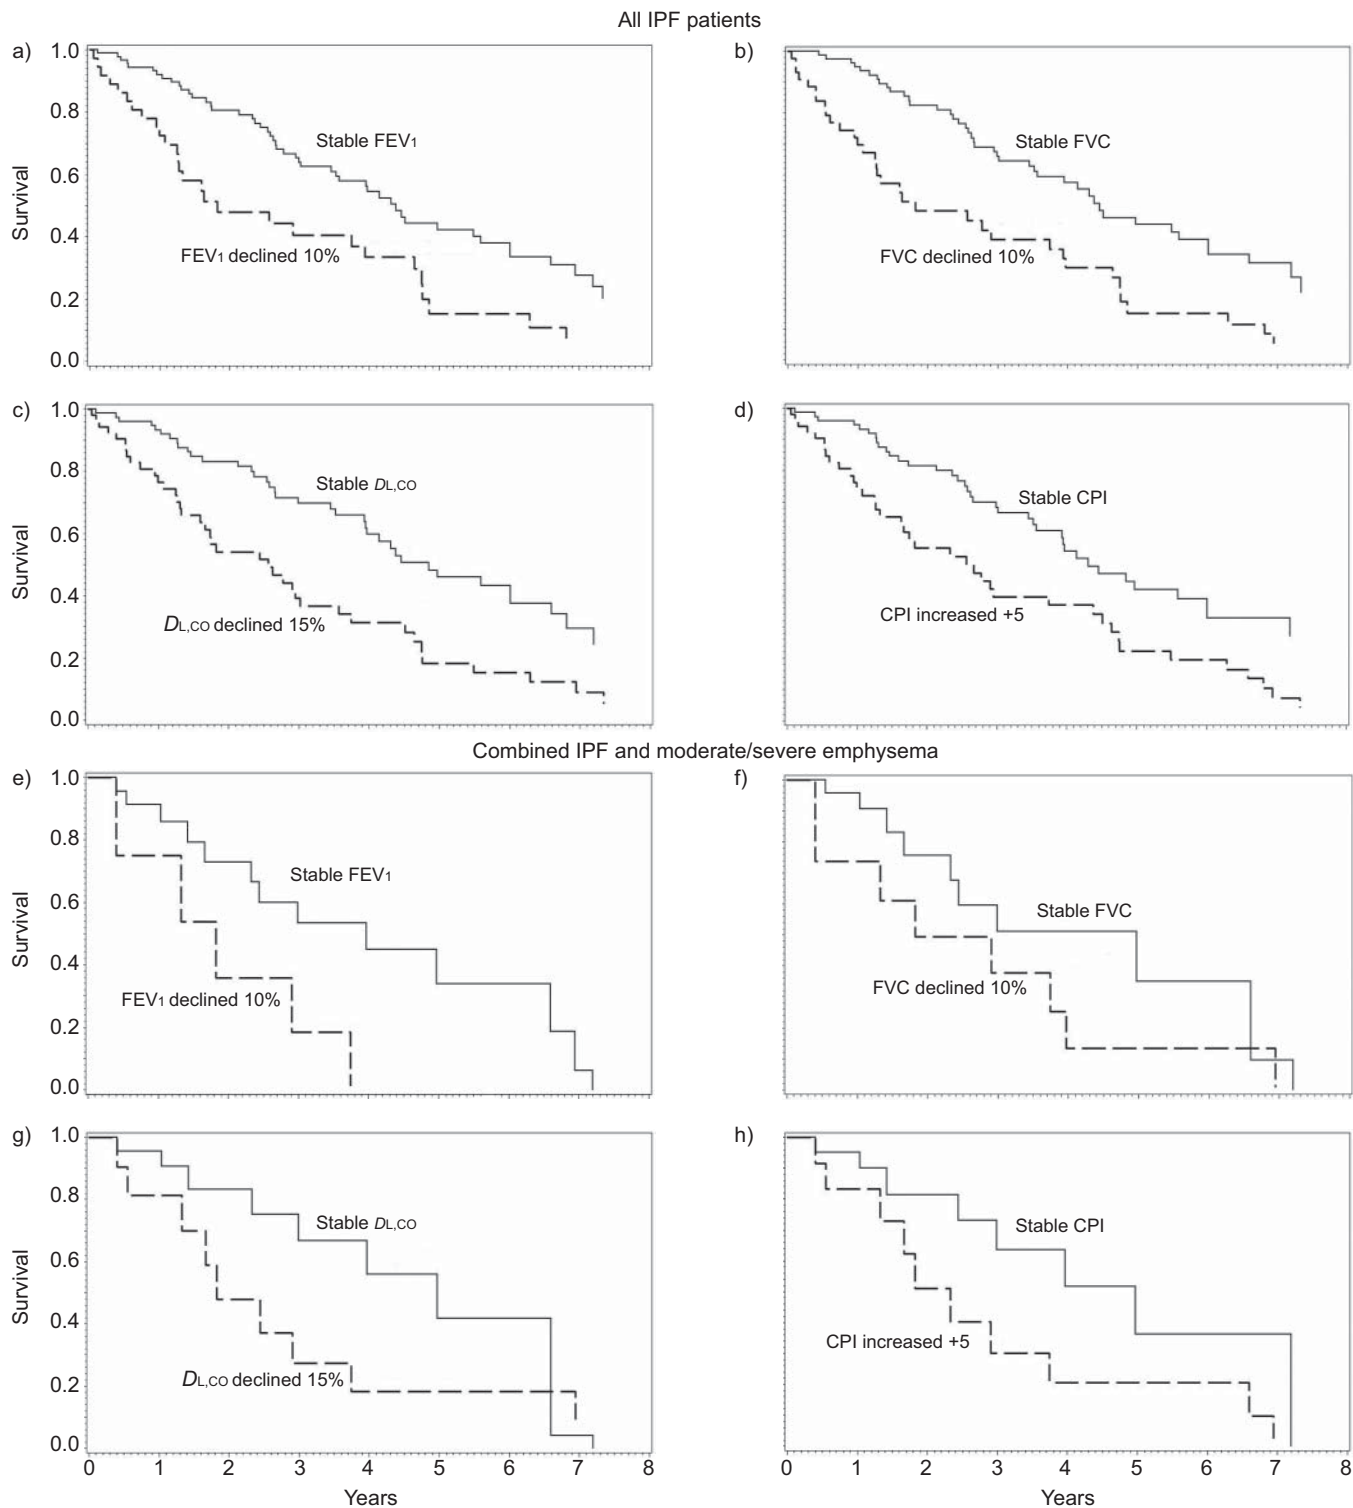 All IPF patients
a)
1.0
0.8
0.6
0.4
0.2
0.0
Survival
Stable FEV1
FEV1 declined 10%
b)
Stable FVC
FVC declined 10%
c)
1.0
0.8
0.6
0.4
0.2
0.0
Survival
Stable DL,CO
DL,CO declined 15%
d)
Stable CPI
CPI increased +5
Combined IPF and moderate/severe emphysema
e)
1.0
0.8
0.6
0.4
0.2
0.0
Survival
Stable FEV1
FEV1 declined 10%
f)
Stable FVC
FVC declined 10%
g)
1.0
0.8
0.6
0.4
0.2
0.0
Survival
Stable DL,CO
DL,CO declined 15%
0 1 2 3 4 5 6 7 8
Years
h)
Stable CPI
CPI increased +5
0 1 2 3 4 5 6 7 8
Years